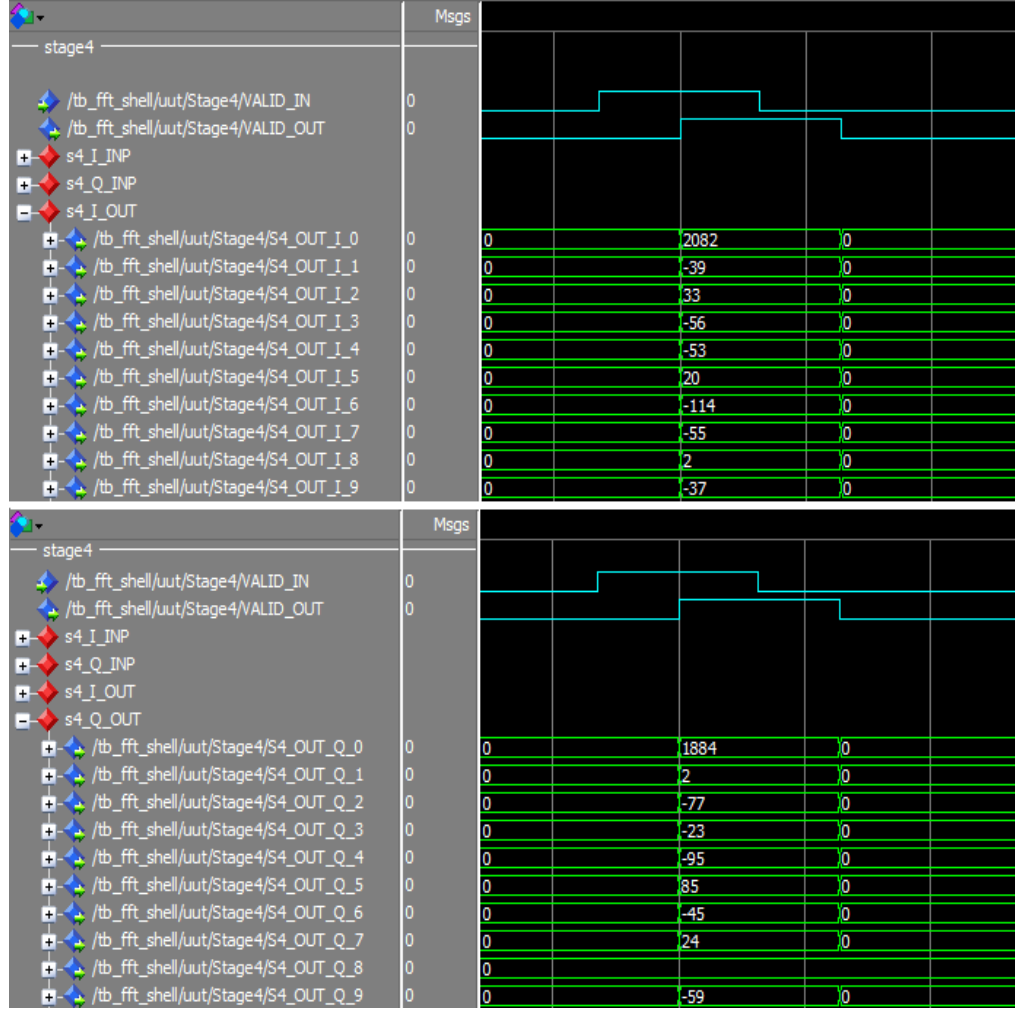 Msgs
stage4
/tb_fft_shell/uut/Stage4/VALID_IN 0
/tb_fft_shell/uut/Stage4/VALID_OUT 0
s4_I_INP
s4_Q_INP
s4_I_OUT
/tb_fft_shell/uut/Stage4/S4_OUT_I_0 0 0 2082 0
/tb_fft_shell/uut/Stage4/S4_OUT_I_1 0 0 -39 0
/tb_fft_shell/uut/Stage4/S4_OUT_I_2 0 0 33 0
/tb_fft_shell/uut/Stage4/S4_OUT_I_3 0 0 -56 0
/tb_fft_shell/uut/Stage4/S4_OUT_I_4 0 0 -53 0
/tb_fft_shell/uut/Stage4/S4_OUT_I_5 0 0 20 0
/tb_fft_shell/uut/Stage4/S4_OUT_I_6 0 0 -114 0
/tb_fft_shell/uut/Stage4/S4_OUT_I_7 0 0 -55 0
/tb_fft_shell/uut/Stage4/S4_OUT_I_8 0 0 2 0
/tb_fft_shell/uut/Stage4/S4_OUT_I_9 0 0 -37 0
Msgs
stage4
/tb_fft_shell/uut/Stage4/VALID_IN 0
/tb_fft_shell/uut/Stage4/VALID_OUT 0
s4_I_INP
s4_Q_INP
s4_I_OUT
s4_Q_OUT
/tb_fft_shell/uut/Stage4/S4_OUT_Q_0 0 0 1884 0
/tb_fft_shell/uut/Stage4/S4_OUT_Q_1 0 0 2 0
/tb_fft_shell/uut/Stage4/S4_OUT_Q_2 0 0 -77 0
/tb_fft_shell/uut/Stage4/S4_OUT_Q_3 0 0 -23 0
/tb_fft_shell/uut/Stage4/S4_OUT_Q_4 0 0 -95 0
/tb_fft_shell/uut/Stage4/S4_OUT_Q_5 0 0 85 0
/tb_fft_shell/uut/Stage4/S4_OUT_Q_6 0 0 -45 0
/tb_fft_shell/uut/Stage4/S4_OUT_Q_7 0 0 24 0
/tb_fft_shell/uut/Stage4/S4_OUT_Q_8 0 0
/tb_fft_shell/uut/Stage4/S4_OUT_Q_9 0 0 -59 0